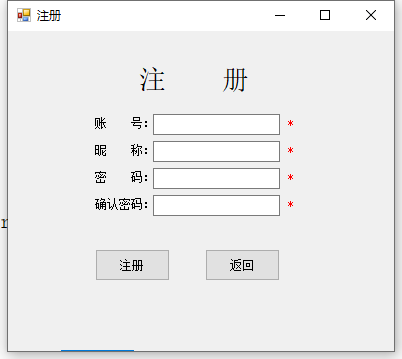 注册
注 册
账 号： *
昵 称： *
密 码： *
确认密码： *
注册 返回